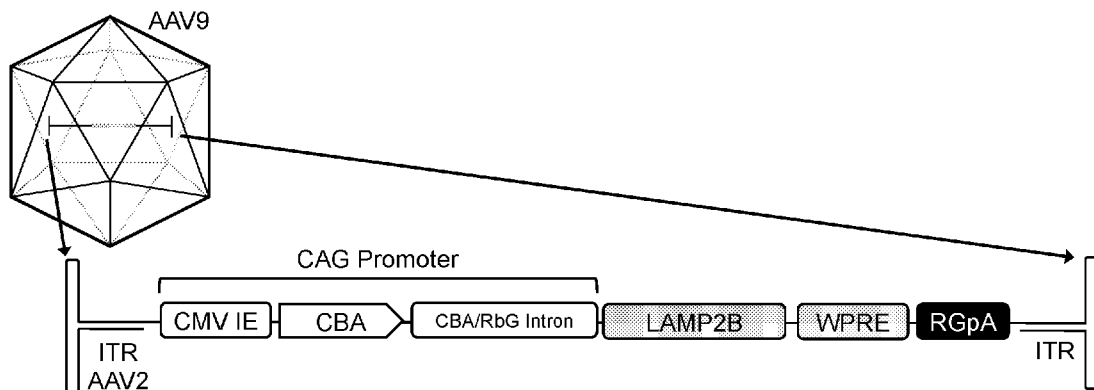 AAV9
CAG Promoter
CMV IE CBA CBA/RbG Intron LAMP2B WPRE RGpA
ITR ITR
AAV2